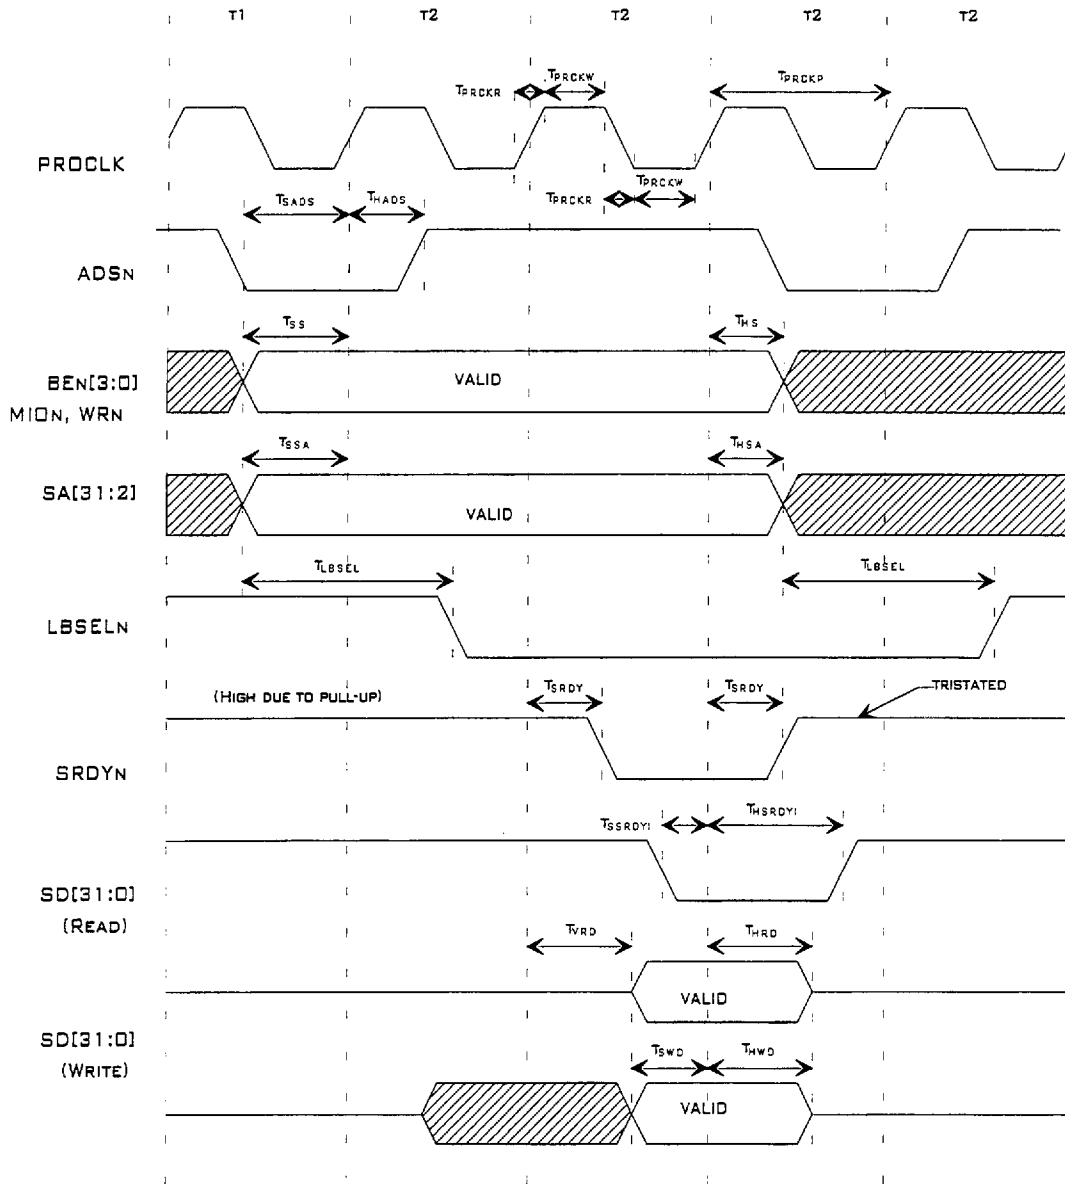 T1 T2 T2 T2 T2
TPRCKR TPRCKW TPRCKP
PROCLK
TPRCKR TPRCKW
TSADS THADS
ADSN
TSS THS
BEN[3:0] VALID
MION, WRN
TSSA THSA
SA[31:2]
VALID
TLBSEL TLBSEL
LBSELN
(HIGH DUE TO PULL-UP) TSRDY TSRDY TRISTATED
SRDYN
TSSRDYI THSRDYI
SD[31:0]
(READ)
TVRD THRD
VALID
SD[31:0]
(WRITE)
TSWD THWD
VALID